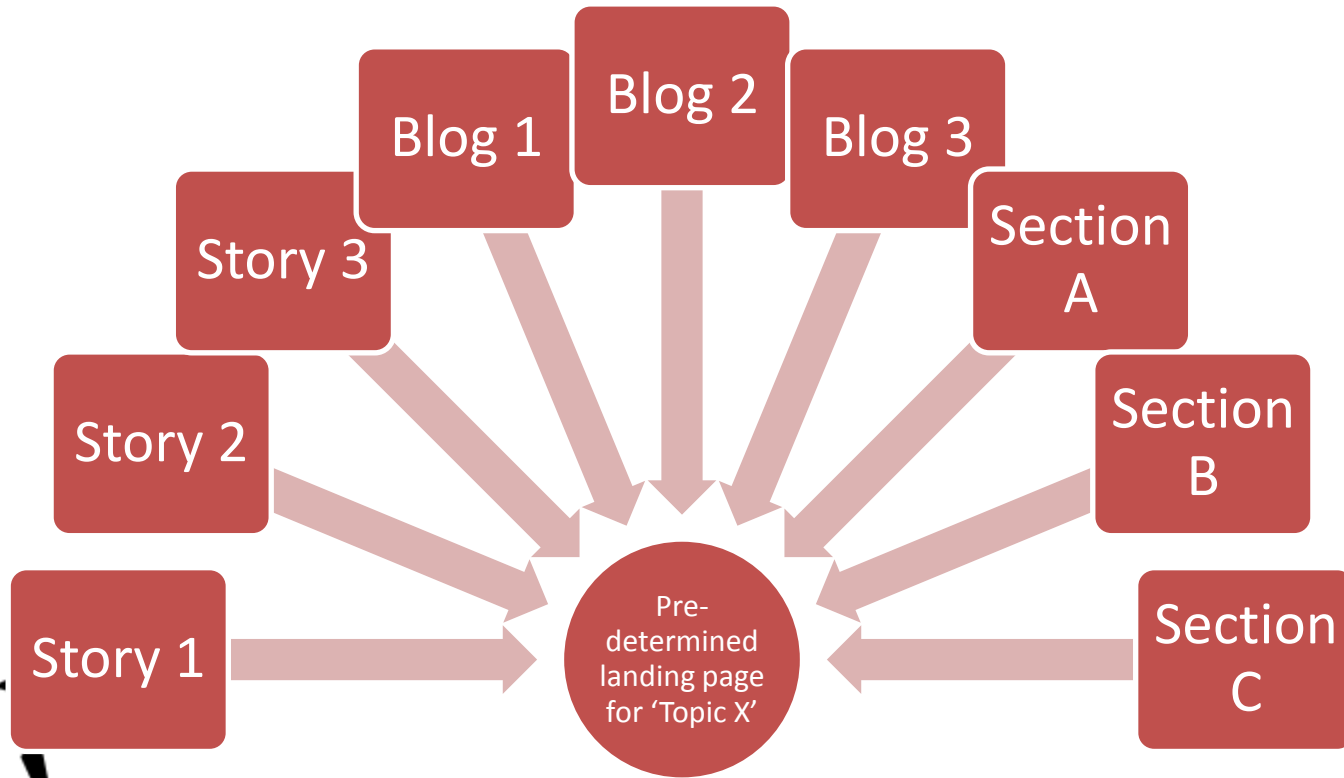 Story 1
Story 2
Story 3
Blog 1
Blog 2
Blog 3
Section
A
Section
B
Section
C
Pre-
determined
landing page
for ‘Topic X’